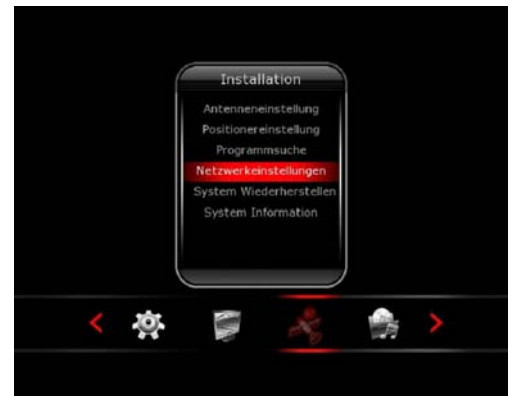 Installation
Antenneneinstellung
Positionereinstellung
Programmsuche
Netzwerkeinstellungen
System Wiederherstellen
System Information